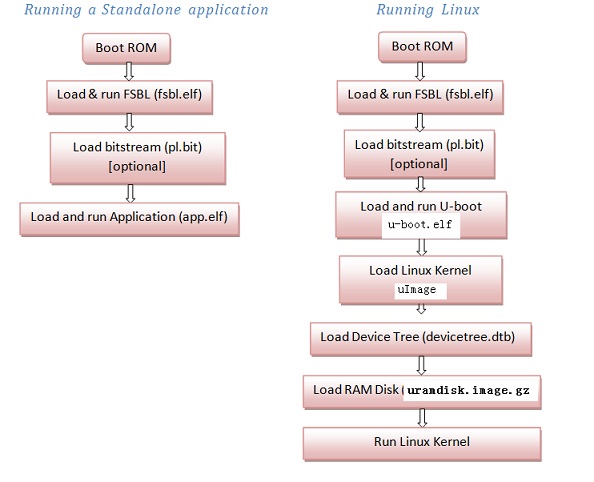 Running a Standalone application
Boot ROM
Load & run FSBL (fsbl.elf)
Load bitstream (pl.bit)
[optional]
Load and run Application (app.elf)
Running Linux
Boot ROM
Load & run FSBL (fsbl.elf)
Load bitstream (pl.bit)
[optional]
Load and run U-boot
u-boot.elf
Load Linux Kernel
uImage
Load Device Tree (devicetree.dtb)
Load RAM Disk (uramdisk.image.gz
Run Linux Kernel